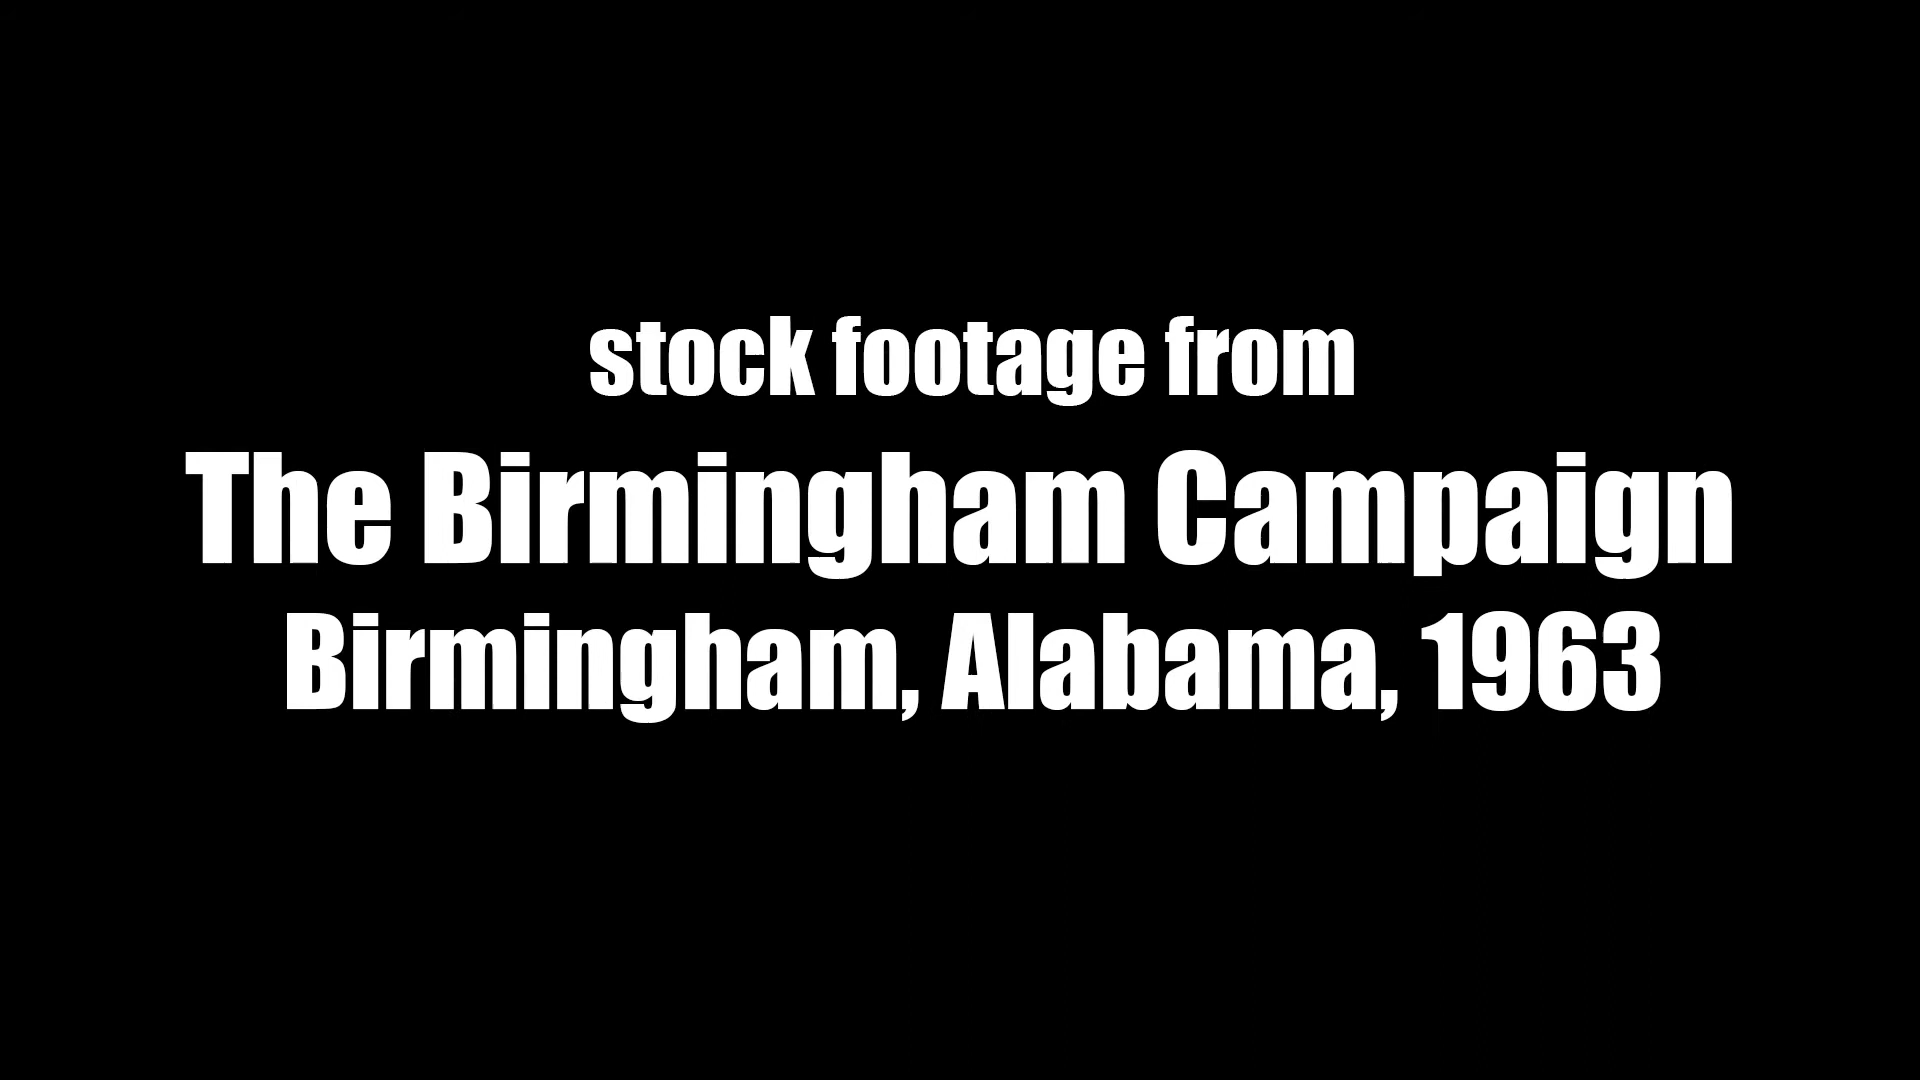 stock footage from
The Birmingham Campaign
Birmingham, Alabama, 1963